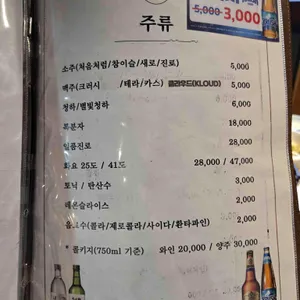 5,000→3,000
주류
소주(처음처럼/참이슬/새로/진로) 5,000
맥주(크러시 /테라/카스) 클라우드(KLOUD) 5,000
청하/별빛청하 6,000
복분자 18,000
일품진로 28,000
화요 25도 / 41도 28,000 / 47,000
토닉 / 탄산수 3,000
레몬슬라이스 2,000
음료수(콜라/제로콜라/사이다/환타파인) 2,000
* 콜키지(750ml 기준) 와인 20,000 / 양주 30,000